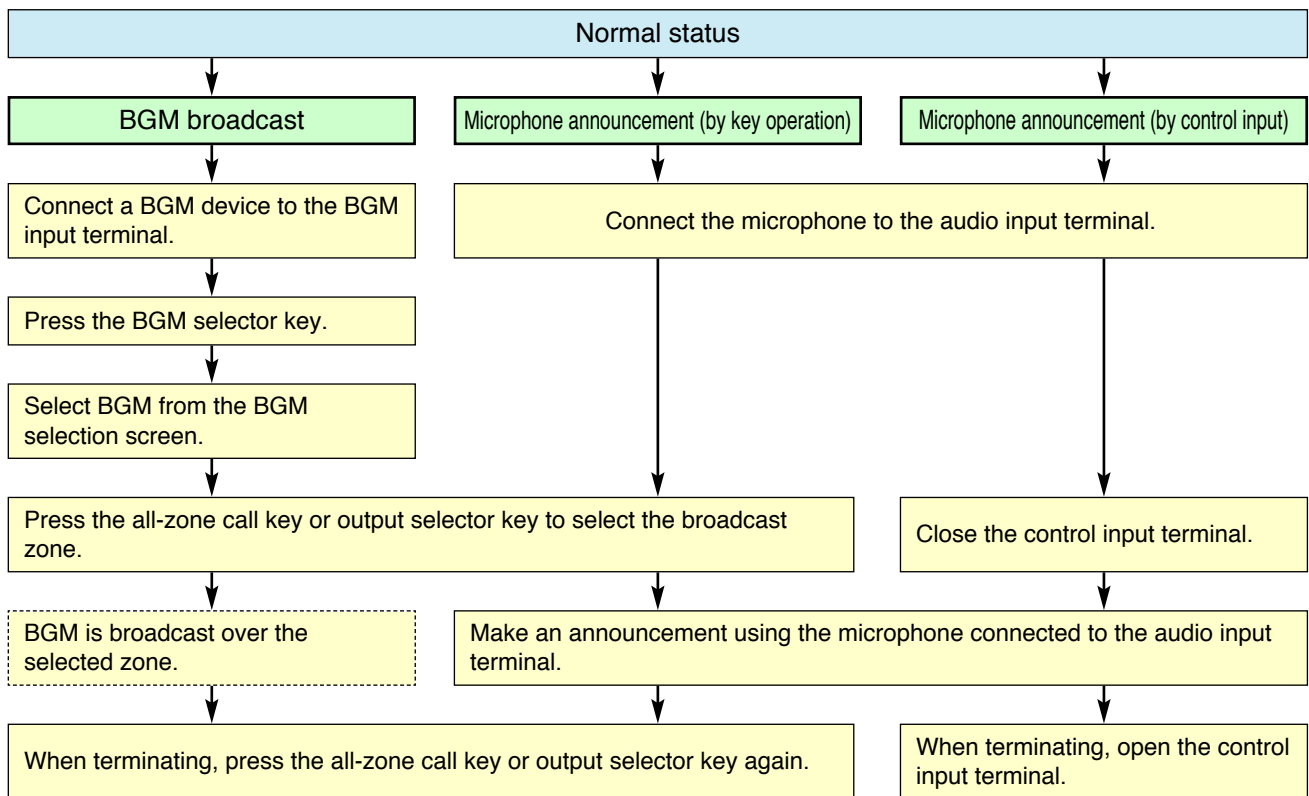 Normal status
BGM broadcast
Microphone announcement (by key operation)
Microphone announcement (by control input)
Connect a BGM device to the BGM
input terminal.
Connect the microphone to the audio input terminal.
Press the BGM selector key.
Select BGM from the BGM
selection screen.
Press the all-zone call key or output selector key to select the broadcast
zone.
Close the control input terminal.
BGM is broadcast over the
selected zone.
Make an announcement using the microphone connected to the audio input
terminal.
When terminating, press the all-zone call key or output selector key again.
When terminating, open the control
input terminal.